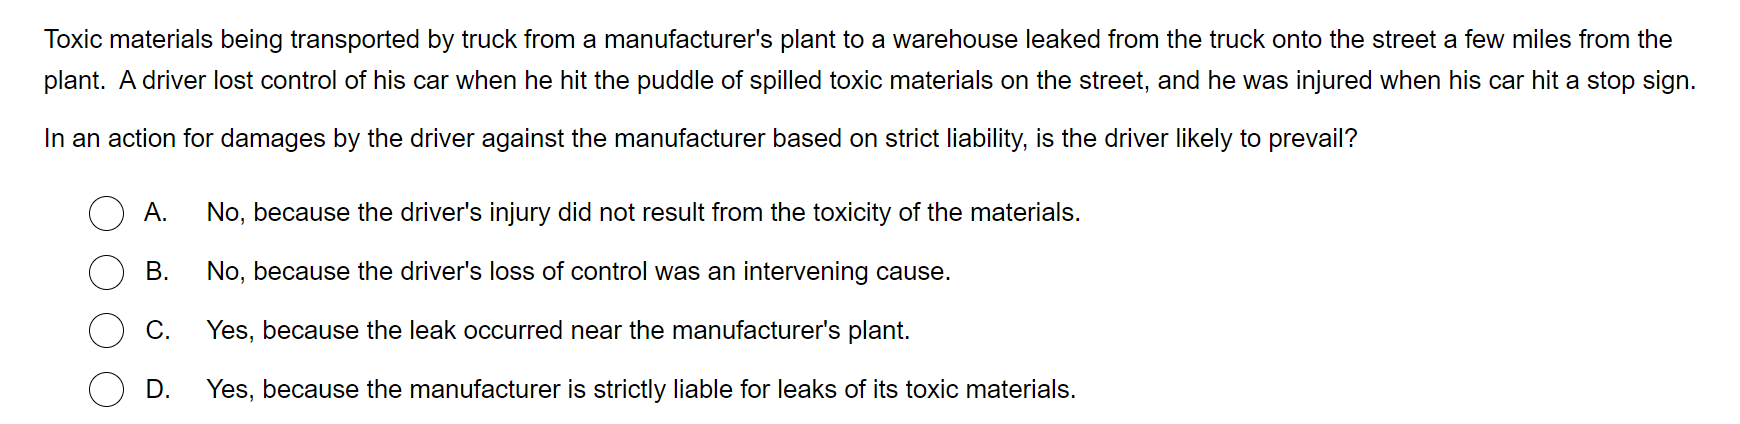 Toxic materials being transported by truck from a manufacturer's plant to a warehouse leaked from the truck onto the street a few miles from the
plant.  A driver lost control of his car when he hit the puddle of spilled toxic materials on the street, and he was injured when his car hit a stop sign.
In an action for damages by the driver against the manufacturer based on strict liability, is the driver likely to prevail?
A. No, because the driver's injury did not result from the toxicity of the materials.
B. No, because the driver's loss of control was an intervening cause.
C. Yes, because the leak occurred near the manufacturer's plant.
D. Yes, because the manufacturer is strictly liable for leaks of its toxic materials.